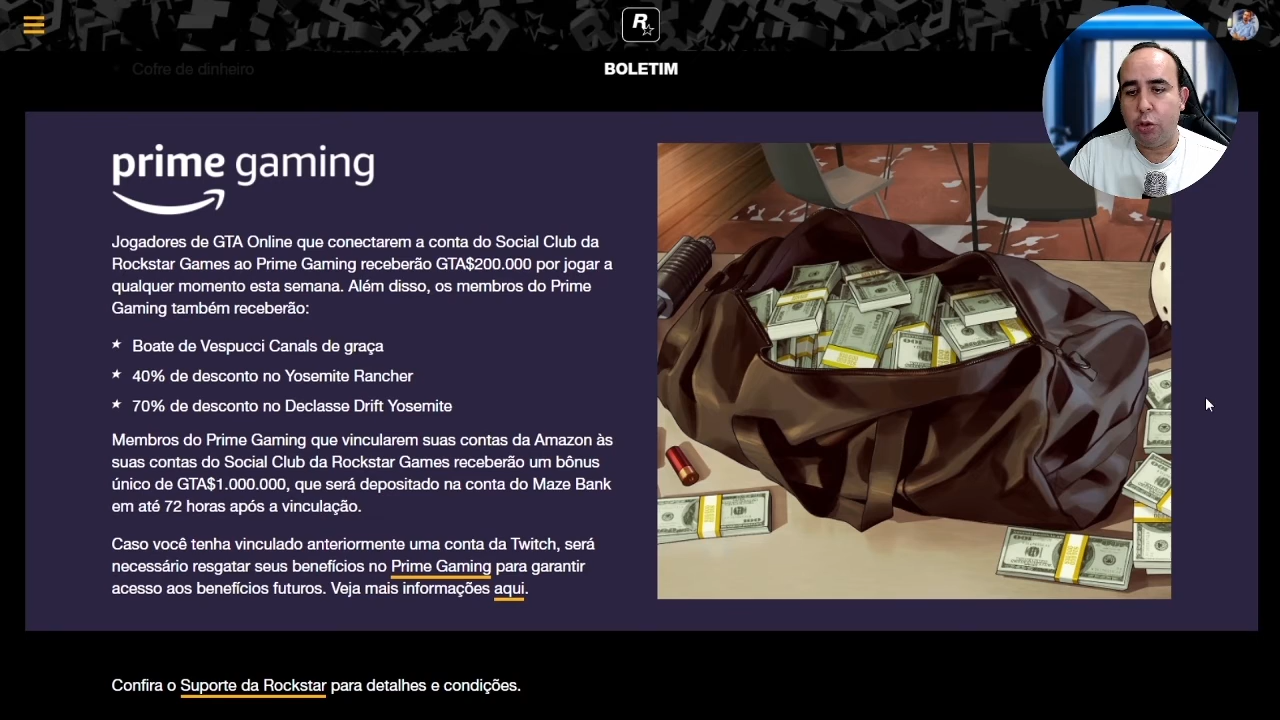 Cofre de dinheiro
BOLETIM
prime gaming
Jogadores de GTA Online que conectarem a conta do Social Club da
Rockstar Games ao Prime Gaming receberão GTA$200.000 por jogar a
qualquer momento esta semana. Além disso, os membros do Prime
Gaming também receberão:
Boate de Vespucci Canals de graça
40% de desconto no Yosemite Rancher
70% de desconto no Declasse Drift Yosemite
Membros do Prime Gaming que vincularem suas contas da Amazon às
suas contas do Social Club da Rockstar Games receberão um bônus
único de GTA$1.000.000, que será depositado na conta do Maze Bank
em até 72 horas após a vinculação.
Caso você tenha vinculado anteriormente uma conta da Twitch, será
necessário resgatar seus benefícios no Prime Gaming para garantir
acesso aos benefícios futuros. Veja mais informações aqui.
Confira o Suporte da Rockstar para detalhes e condições.